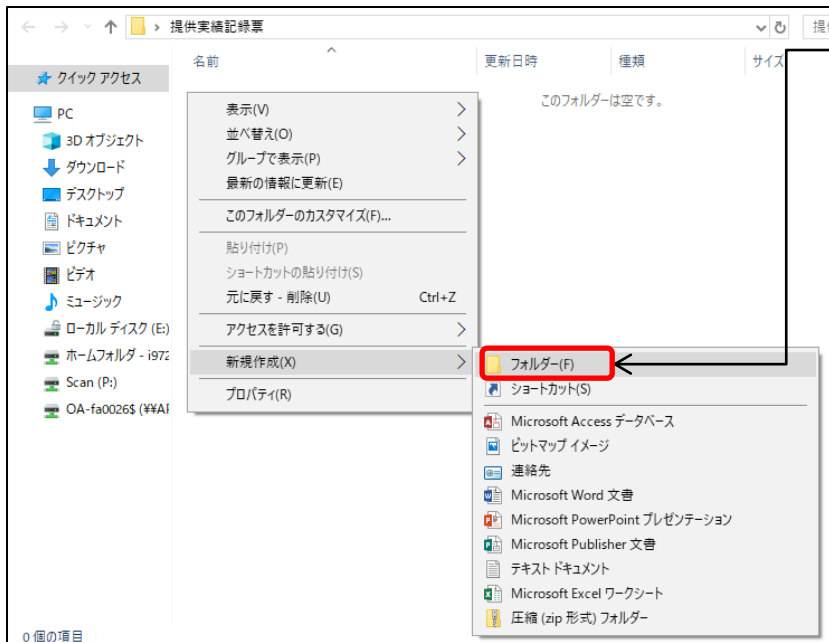 提供実績記録票
名前
更新日時
種類
サイズ
このフォルダーは空です。
クイック アクセス
PC
3D オブジェクト
ダウンロード
デスクトップ
ドキュメント
ピクチャ
ビデオ
ミュージック
ローカル ディスク (E:)
ホームフォルダ - i972
Scan (P:)
OA-fa0026$ (¥¥AF
表示(V)
並べ替え(O)
グループで表示(P)
最新の情報に更新(E)
このフォルダーのカスタマイズ(F)...
貼り付け(P)
ショートカットの貼り付け(S)
元に戻す - 削除(U) Ctrl+Z
アクセスを許可する(G)
新規作成(X)
プロパティ(R)
フォルダー(F)
ショートカット(S)
Microsoft Access データベース
ビットマップ イメージ
連絡先
Microsoft Word 文書
Microsoft PowerPoint プレゼンテーション
Microsoft Publisher 文書
テキスト ドキュメント
Microsoft Excel ワークシート
圧縮 (zip 形式) フォルダー
0 個の項目